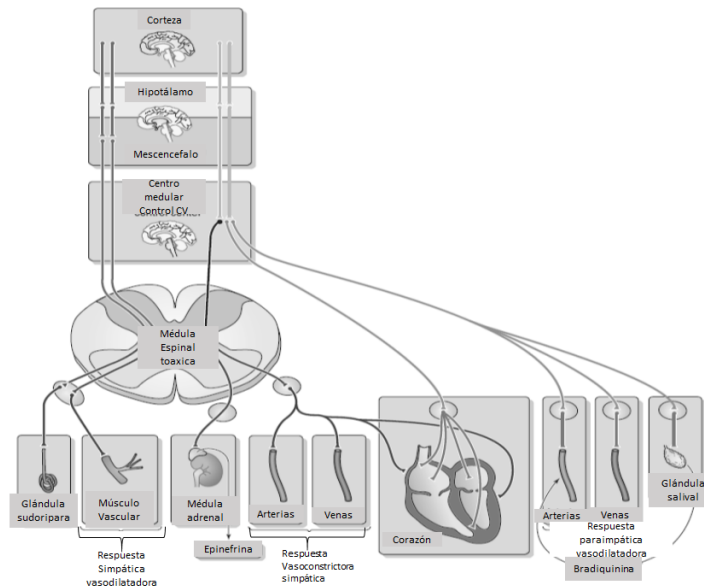 Corteza
Hipotálamo
Mescencefalo
Centro
medular
Control CV
Médula
Espinal
toaxica
Glándula
sudoripara
Músculo
Vascular
Médula
adrenal
Arterias
Venas
Corazón
Arterias
Venas
Glándula
salival
Respuesta
Simpática
vasodilatadora
Epinefrina
Respuesta
Vasoconstrictora
simpática
Respuesta
paraimpática
vasodilatadora
Bradiquinina